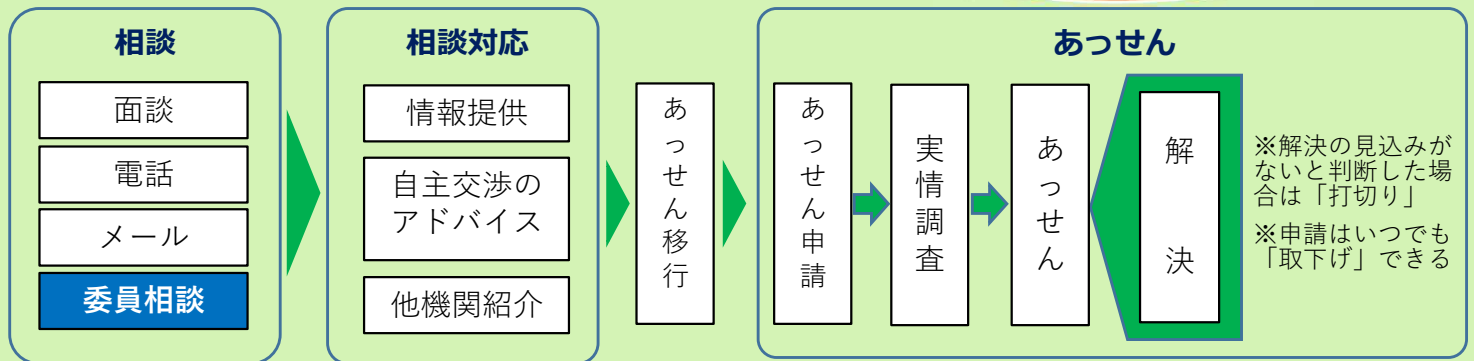 相談
面談
電話
メール
委員相談
相談対応
情報提供
自主交渉の
アドバイス
他機関紹介
あっせん移行
あっせん
あっせん申請
実情調査
あっせん
解決
※解決の見込みが
ないと判断した場
合は「打切り」
※申請はいつでも
「取下げ」できる